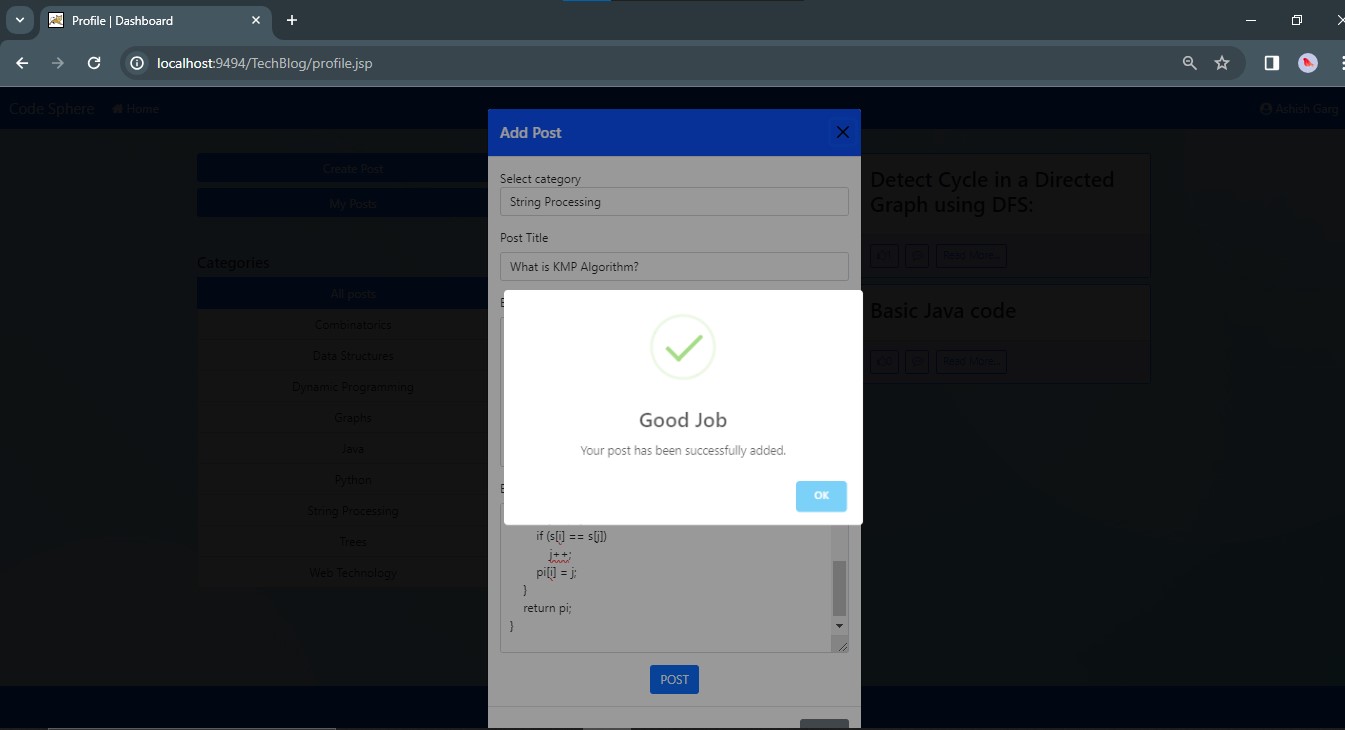 Profile | Dashboard
localhost:9494/TechBlog/profile.jsp
Code Sphere
Home
Ashish Garg
Create Post
My Posts
Categories
All posts
Combinatorics
Data Structures
Dynamic Programming
Graphs
Java
Python
String Processing
Trees
Web Technology
Add Post
Select category
String Processing
Post Title
What is KMP Algorithm?
Good Job
Your post has been successfully added.
OK
if (s[i] == s[j])
j++;
pi[i] = j;
}
return pi;
}
POST
Detect Cycle in a Directed
Graph using DFS:
Read More...
Basic Java code
Read More...